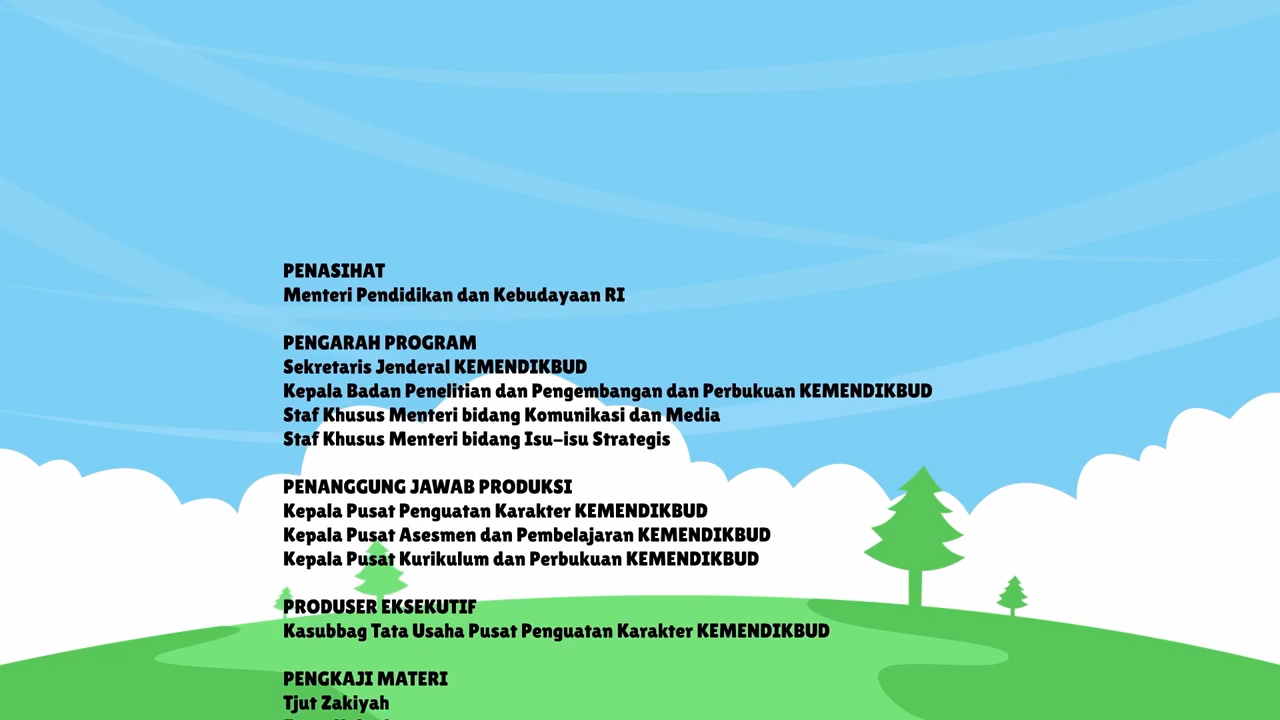 PENASIHAT
Menteri Pendidikan dan Kebudayaan RI
PENGARAH PROGRAM
Sekretaris Jenderal KEMENDIKBUD
Kepala Badan Penelitian dan Pengembangan dan Perbukuan KEMENDIKBUD
Staf Khusus Menteri bidang Komunikasi dan Media
Staf Khusus Menteri bidang Isu-isu Strategis
PENANGGUNG JAWAB PRODUKSI
Kepala Pusat Penguatan Karakter KEMENDIKBUD
Kepala Pusat Asesmen dan Pembelajaran KEMENDIKBUD
Kepala Pusat Kurikulum dan Perbukuan KEMENDIKBUD
PRODUSER EKSEKUTIF
Kasubbag Tata Usaha Pusat Penguatan Karakter KEMENDIKBUD
PENGKAJI MATERI
Tjut Zakiyah